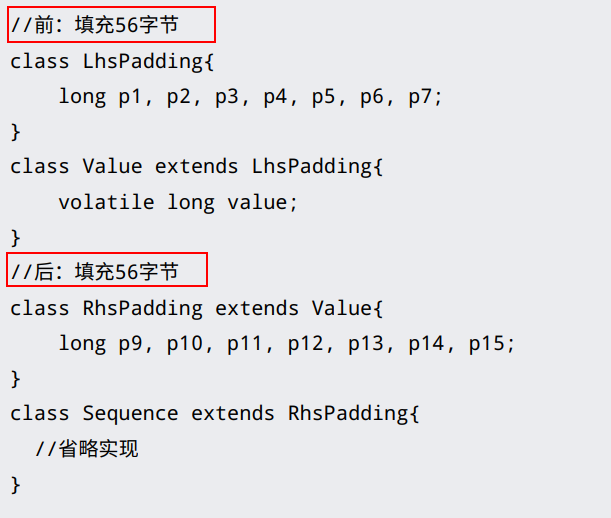 //前：填充56字节
class LhsPadding{
    long p1, p2, p3, p4, p5, p6, p7;
}
class Value extends LhsPadding{
    volatile long value;
}
//后：填充56字节
class RhsPadding extends Value{
    long p9, p10, p11, p12, p13, p14, p15;
}
class Sequence extends RhsPadding{
  //省略实现
}